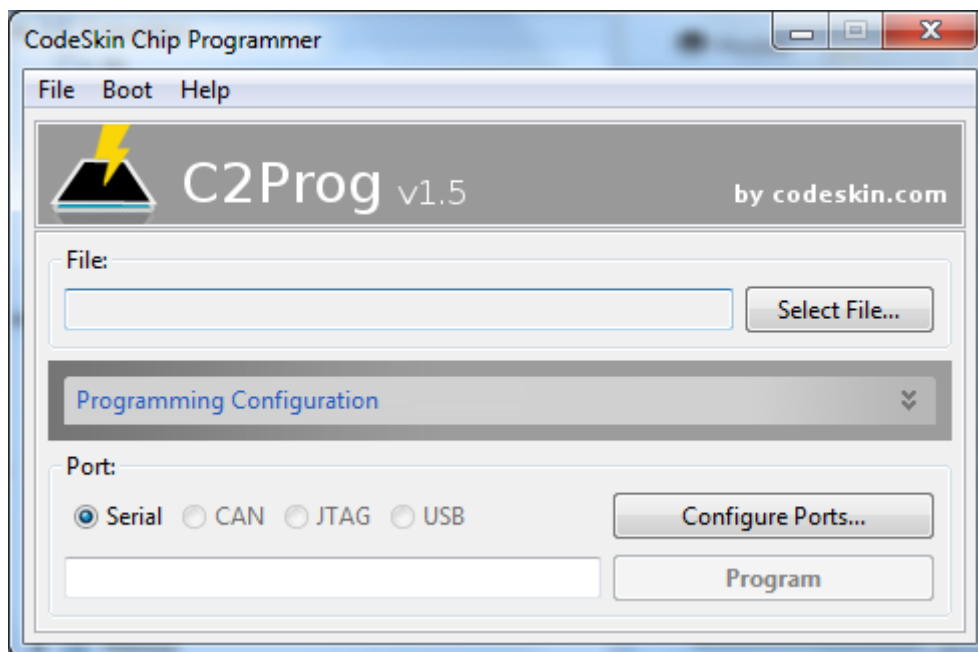 CodeSkin Chip Programmer
File Boot Help
C2Prog v1.5 by codeskin.com
File:
Select File...
Programming Configuration
Port:
Serial CAN JTAG USB Configure Ports...
Program